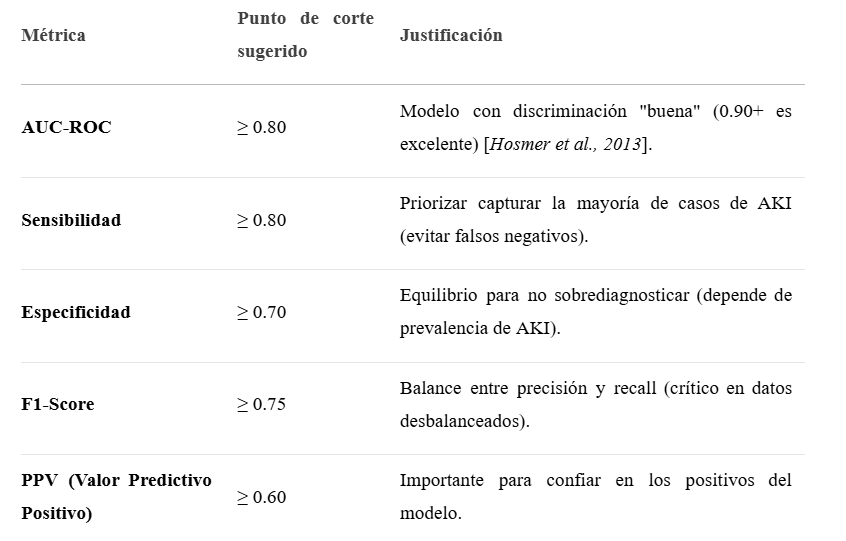 Métrica
Punto de corte
sugerido
Justificación
AUC-ROC
≥ 0.80
Modelo con discriminación "buena" (0.90+ es
excelente) [Hosmer et al., 2013].
Sensibilidad
≥ 0.80
Priorizar capturar la mayoría de casos de AKI
(evitar falsos negativos).
Especificidad
≥ 0.70
Equilibrio para no sobrediagnosticar (depende de
prevalencia de AKI).
F1-Score
≥ 0.75
Balance entre precisión y recall (crítico en datos
desbalanceados).
PPV (Valor Predictivo
Positivo)
≥ 0.60
Importante para confiar en los positivos del
modelo.